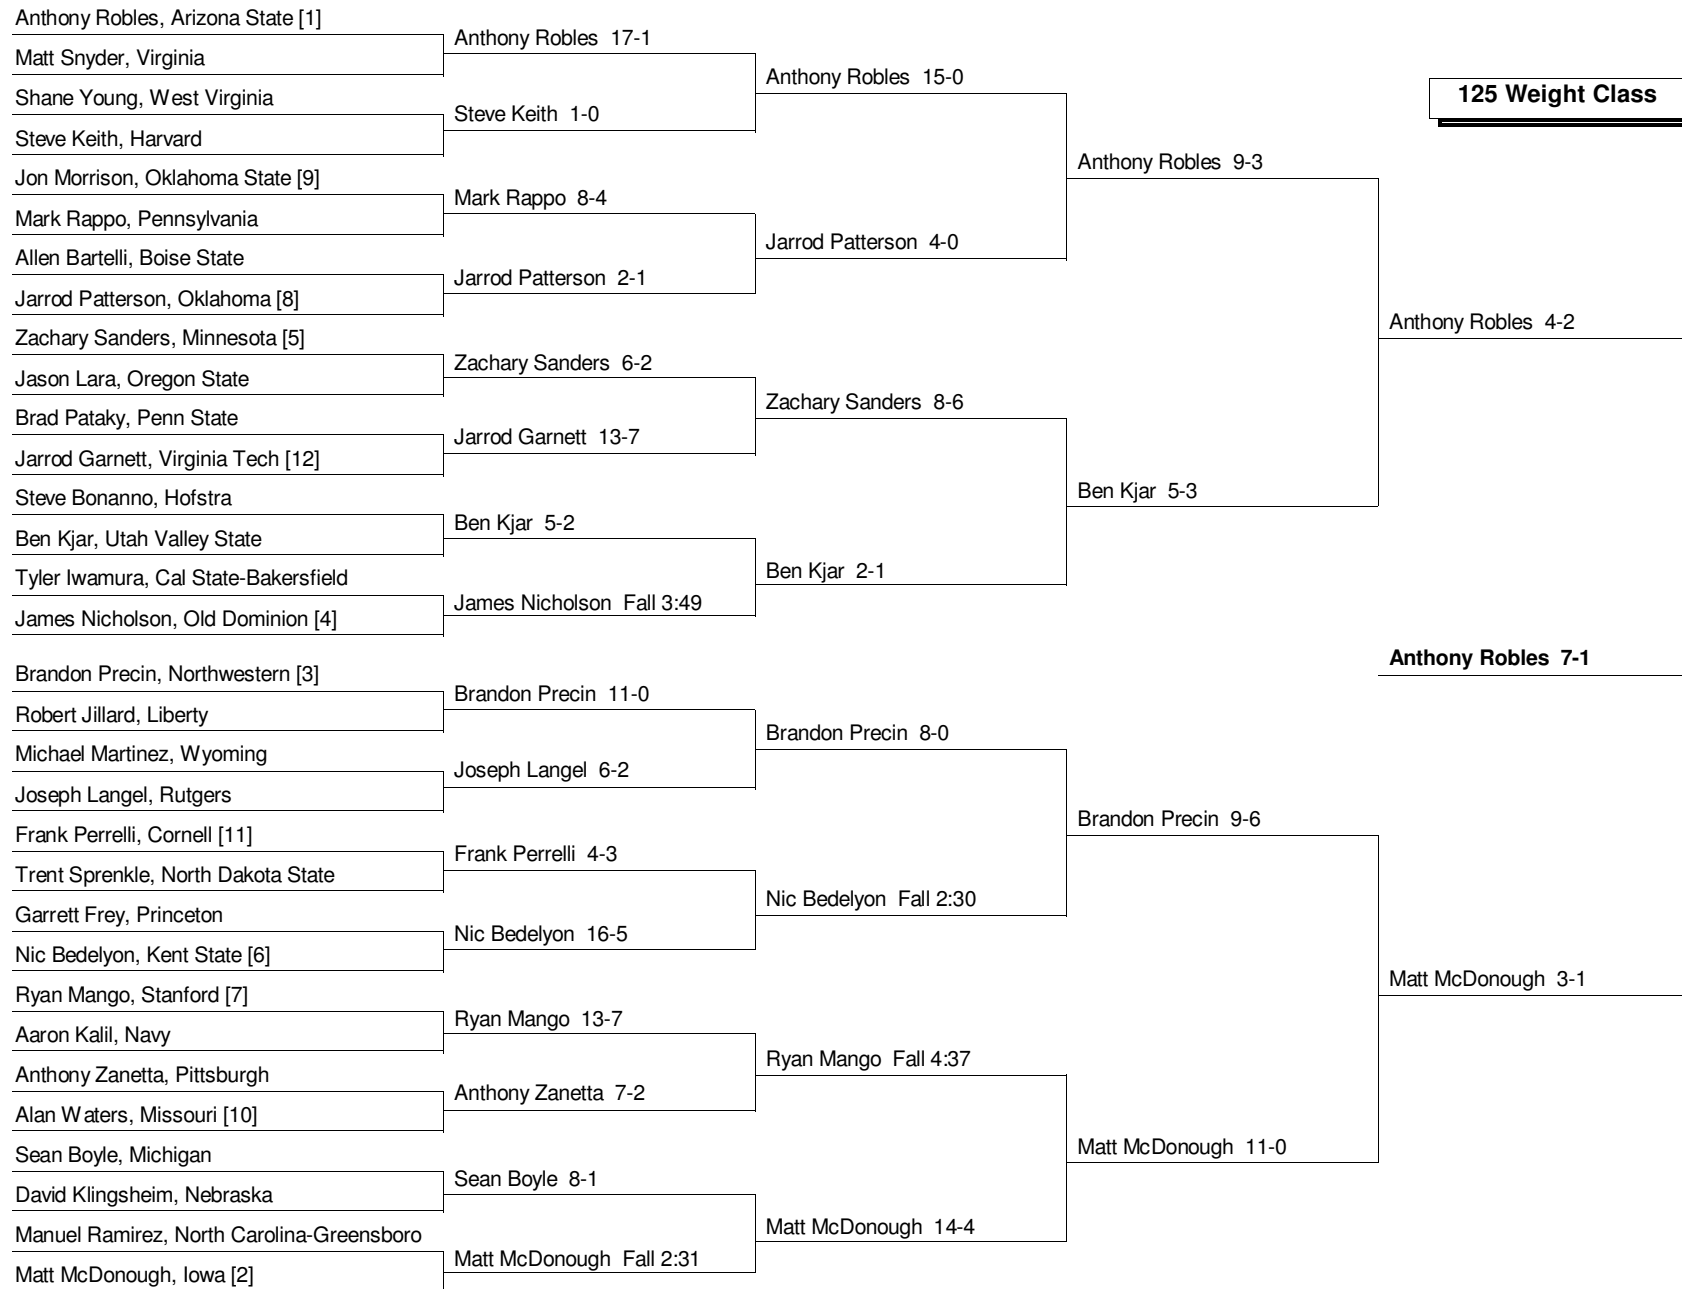 Anthony Robles, Arizona State [1]
Matt Snyder, Virginia
Shane Young, West Virginia
Steve Keith, Harvard
Jon Morrison, Oklahoma State [9]
Mark Rappo, Pennsylvania
Allen Bartelli, Boise State
Jarrod Patterson, Oklahoma [8]
Zachary Sanders, Minnesota [5]
Jason Lara, Oregon State
Brad Pataky, Penn State
Jarrod Garnett, Virginia Tech [12]
Steve Bonanno, Hofstra
Ben Kjar, Utah Valley State
Tyler Iwamura, Cal State-Bakersfield
James Nicholson, Old Dominion [4]
Brandon Precin, Northwestern [3]
Robert Jillard, Liberty
Michael Martinez, Wyoming
Joseph Langel, Rutgers
Frank Perrelli, Cornell [11]
Trent Sprenkle, North Dakota State
Garrett Frey, Princeton
Nic Bedelyon, Kent State [6]
Ryan Mango, Stanford [7]
Aaron Kalil, Navy
Anthony Zanetta, Pittsburgh
Alan Waters, Missouri [10]
Sean Boyle, Michigan
David Klingsheim, Nebraska
Manuel Ramirez, North Carolina-Greensboro
Matt McDonough, Iowa [2]
Anthony Robles 17-1
Steve Keith 1-0
Mark Rappo 8-4
Jarrod Patterson 2-1
Zachary Sanders 6-2
Jarrod Garnett 13-7
Ben Kjar 5-2
James Nicholson Fall 3:49
Brandon Precin 11-0
Joseph Langel 6-2
Frank Perrelli 4-3
Nic Bedelyon 16-5
Ryan Mango 13-7
Anthony Zanetta 7-2
Sean Boyle 8-1
Matt McDonough Fall 2:31
Anthony Robles 15-0
Jarrod Patterson 4-0
Zachary Sanders 8-6
Ben Kjar 2-1
Brandon Precin 8-0
Nic Bedelyon Fall 2:30
Ryan Mango Fall 4:37
Matt McDonough 14-4
Anthony Robles 9-3
Ben Kjar 5-3
Brandon Precin 9-6
Matt McDonough 11-0
125 Weight Class
Anthony Robles 4-2
Anthony Robles 7-1
Matt McDonough 3-1